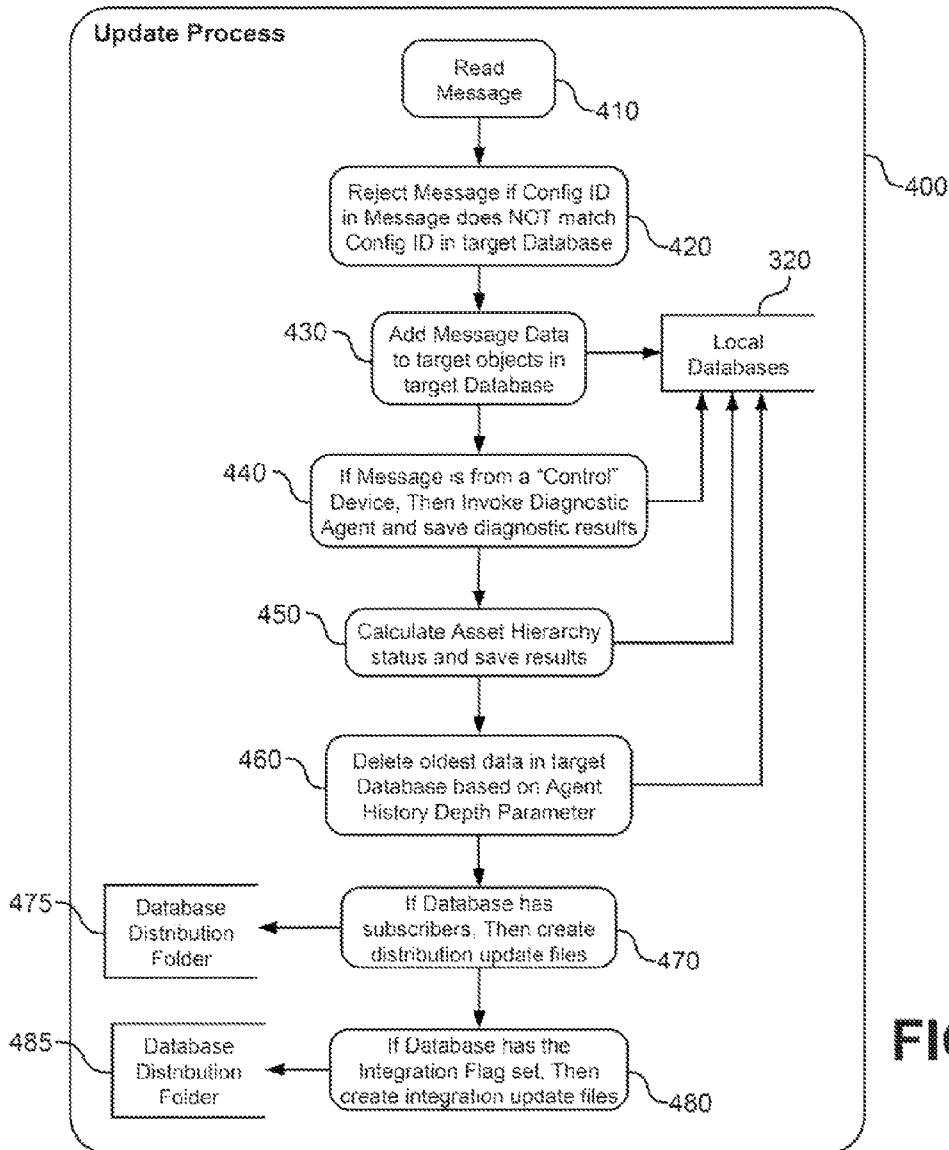 Update Process
Read
Message
410
400
Reject Message if Config ID
in Message does NOT match
Config ID in target Database
420
320
430
Add Message Data
to target objects in
target Database
Local
Databases
440
If Message is from a "Control"
Device, Then Invoke Diagnostic
Agent and save diagnostic results
450
Calculate Asset Hierarchy
status and save results
460
Delete oldest data in target
Database based on Agent
History Depth Parameter
475
Database
Distribution
Folder
If Database has
subscribers, Then create
distribution update files
470
485
Database
Distribution
Folder
If Database has the
Integration Flag set, Then
create integration update files
480